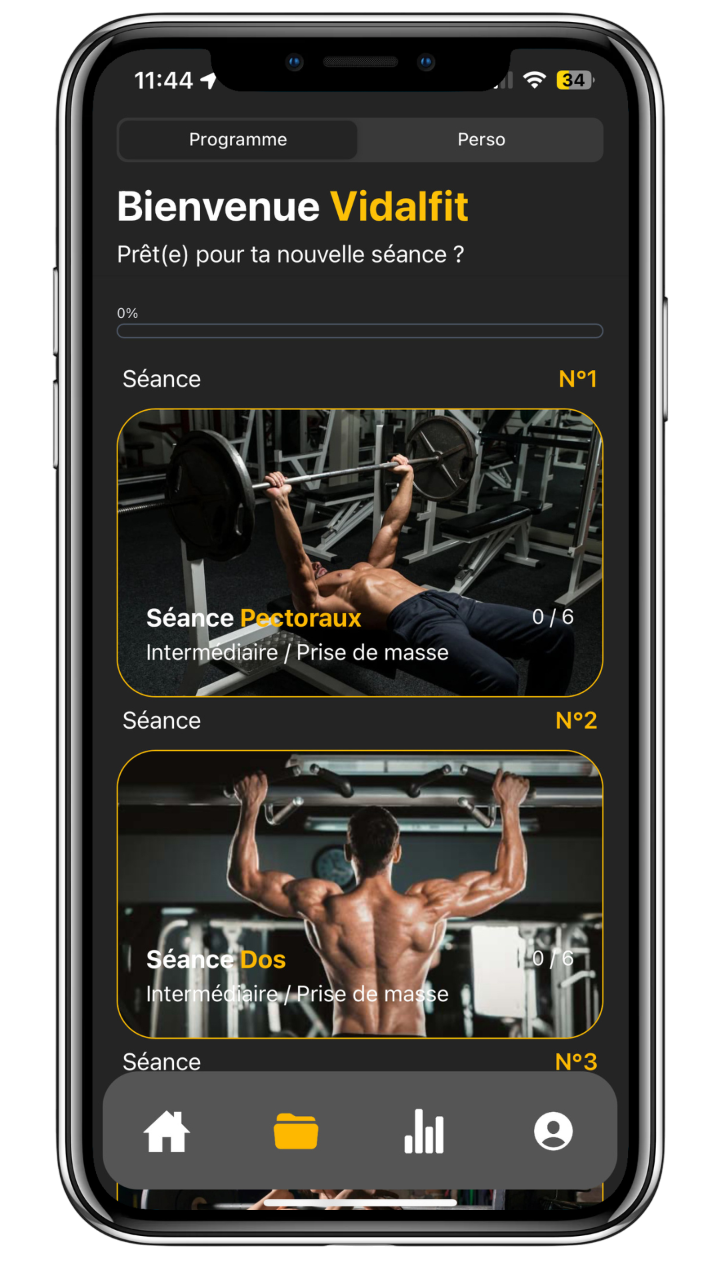 11:44
34
Programme
Perso
Bienvenue Vidalfit
Prêt(e) pour ta nouvelle séance ?
0%
Séance
N°1
Séance Pectoraux
0 / 6
Intermédiaire / Prise de masse
Séance
N°2
Séance Dos
0 / 6
Intermédiaire / Prise de masse
Séance
N°3